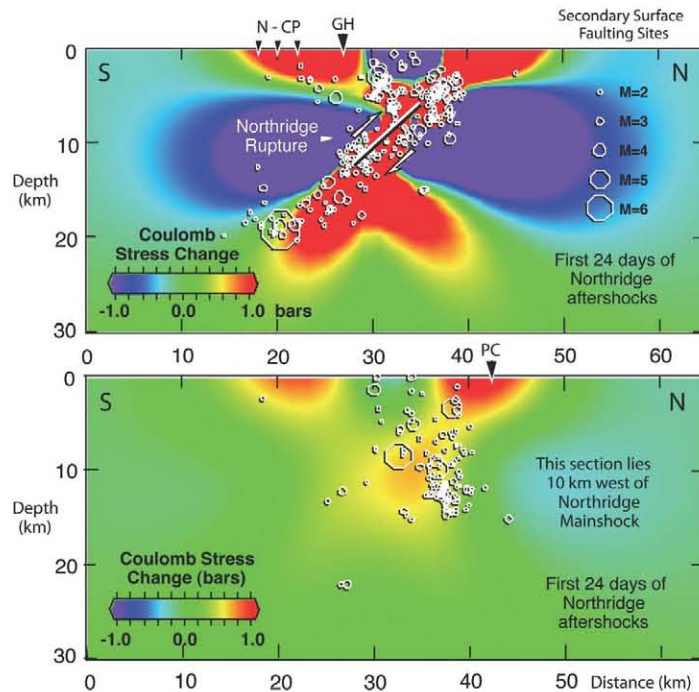 N - CP GH
Secondary Surface
Faulting Sites
0
S
N
M=2
M=3
M=4
M=5
M=6
10
20
30
Northridge
Rupture
Depth
(km)
Coulomb
Stress Change
-1.0 0.0 1.0 bars
First 24 days of
Northridge
aftershocks
0 10 20 30 40 50 60
PC
0
S
N
10
20
30
Depth
(km)
This section lies
10 km west of
Northridge
Mainshock
Coulomb Stress
Change (bars)
-1.0 0.0 1.0
First 24 days of
Northridge
aftershocks
0 10 20 30 40 50 Distance (km)